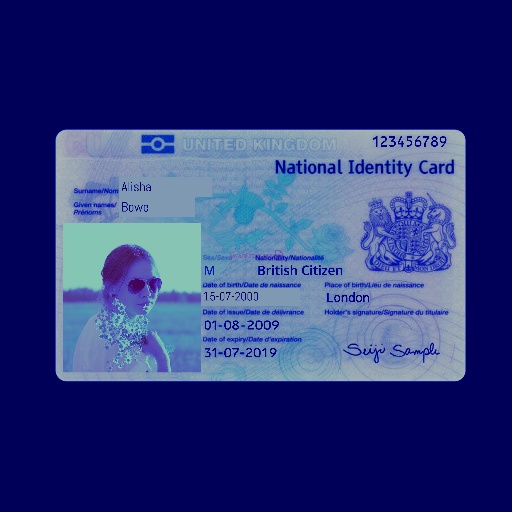 UNITED KINGDOM
123456789
National Identity Card
Surname/Nom
Alisha
Given names/
Prénoms
Bowe
Nationality/Nationalité
M
British Citizen
Date of birth/Date de naissance
Place of birth/Lieu de naissance
15-07-2000
London
Date of issue/Date de délivrance
Holder's signature/Signature du titulaire
01-08-2009
Date of expiry/Date d'expiration
31-07-2019
Seiji Sample